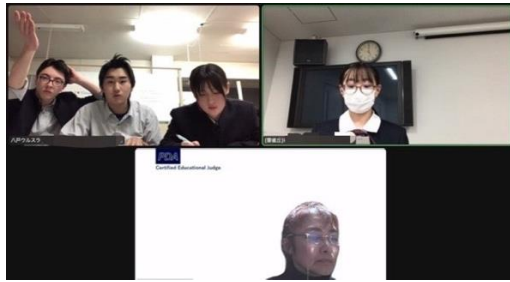 八戸ウルスラ
PDA
Certified Educational Judge